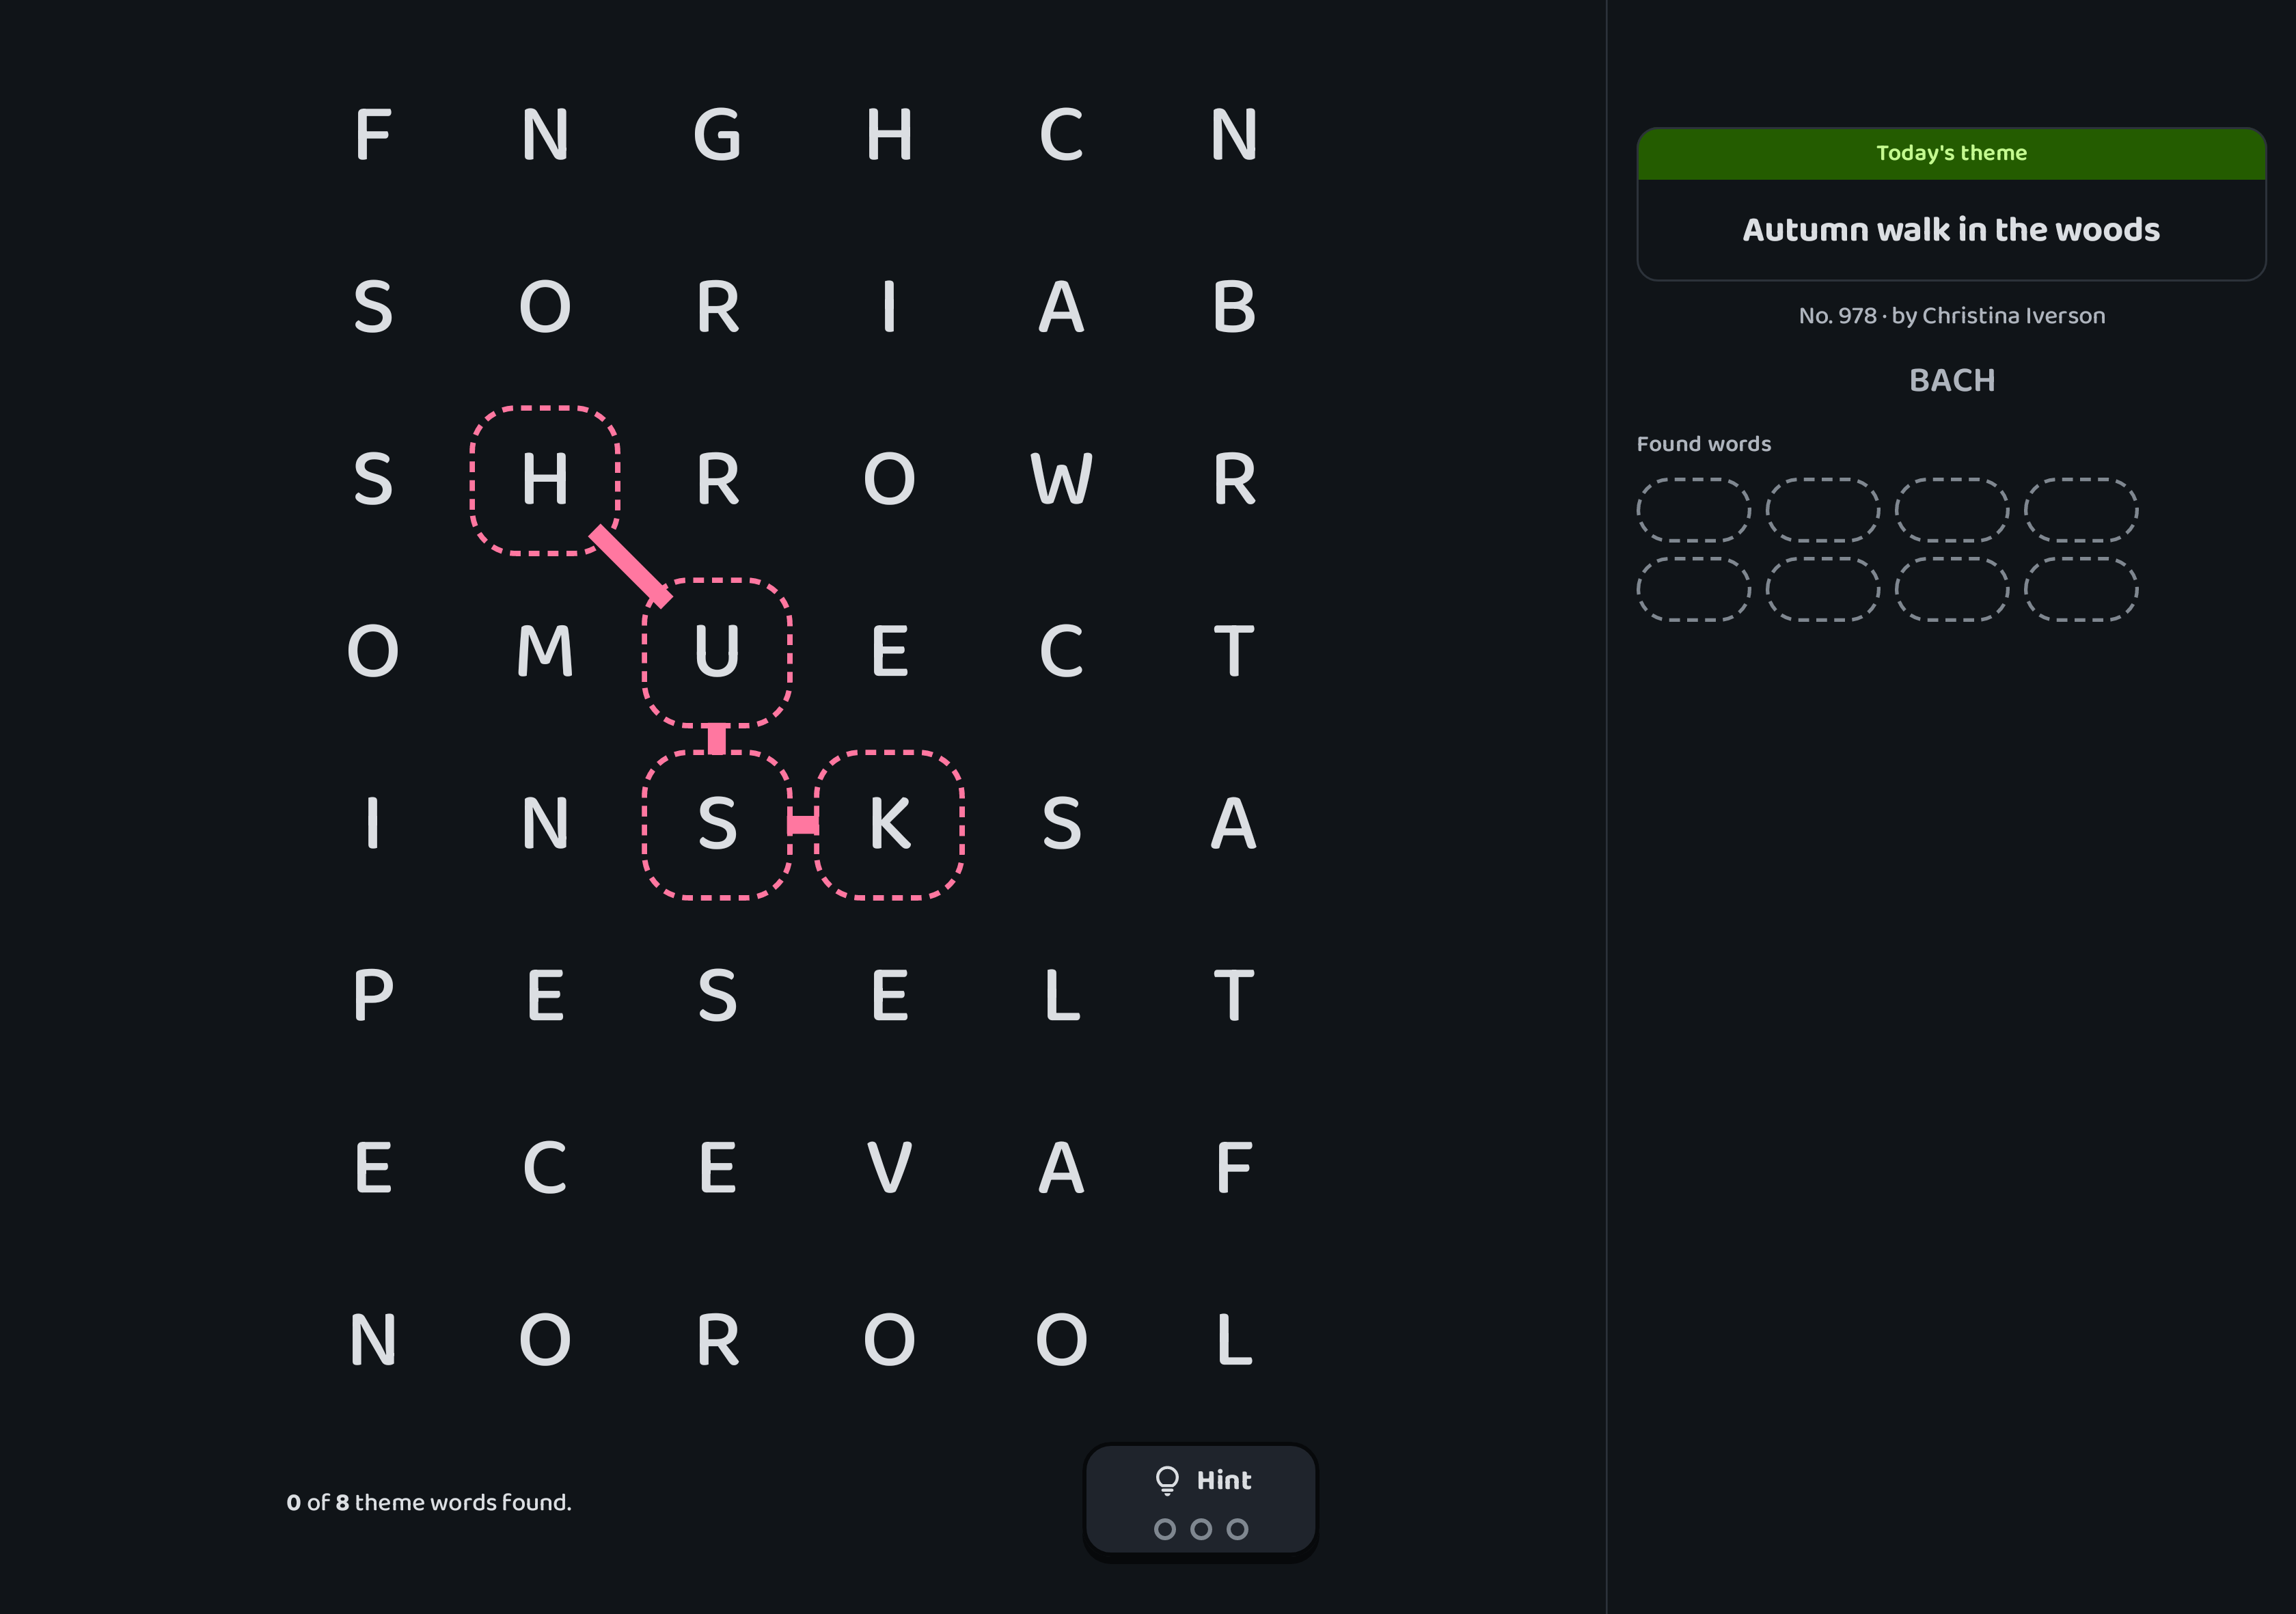 F N G H C N
S O R I A B
S H R O W R
O M U E C T
I N S K S A
P E S E L T
E C E V A F
N O R O O L
0 of 8 theme words found.
Hint
Today's theme
Autumn walk in the woods
No. 978 · by Christina Iverson
BACH
Found words